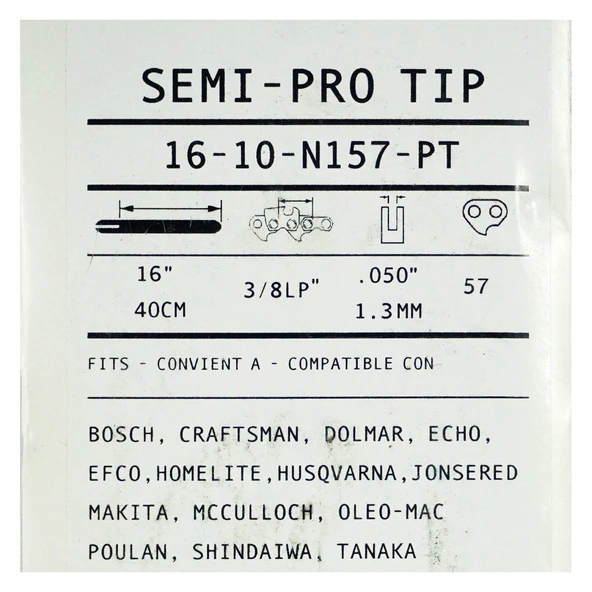 SEMI-PRO TIP
16-10-N157-PT
16" 3/8LP" .050" 57
40CM 1.3MM
FITS - CONVIENT A - COMPATIBLE CON
BOSCH, CRAFTSMAN, DOLMAR, ECHO,
EFCO,HOMELITE,HUSQVARNA,JONSERED
MAKITA, MCCULLOCH, OLEO-MAC
POULAN, SHINDAIWA, TANAKA